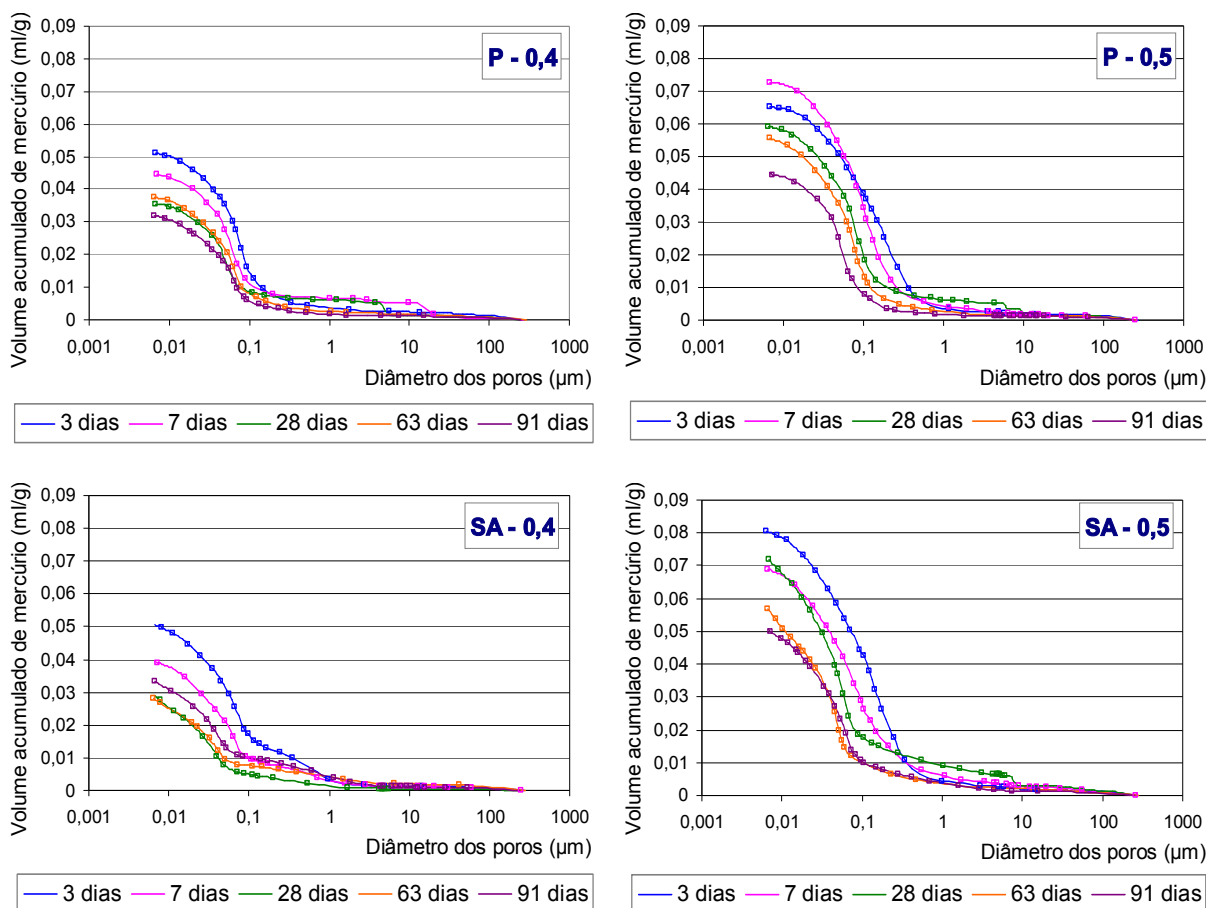 Volume acumulado de mercúrio (ml/g)
0,09
0,08
0,07
0,06
0,05
0,04
0,03
0,02
0,01
0
P - 0,4
0,001 0,01 0,1 1 10 100 1000
Diâmetro dos poros (µm)
3 dias 7 dias 28 dias 63 dias 91 dias
Volume acumulado de mercúrio (ml/g)
0,09
0,08
0,07
0,06
0,05
0,04
0,03
0,02
0,01
0
P - 0,5
0,001 0,01 0,1 1 10 100 1000
Diâmetro dos poros (µm)
3 dias 7 dias 28 dias 63 dias 91 dias
Volume acumulado de mercúrio (ml/g)
0,09
0,08
0,07
0,06
0,05
0,04
0,03
0,02
0,01
0
SA - 0,4
0,001 0,01 0,1 1 10 100 1000
Diâmetro dos poros (µm)
3 dias 7 dias 28 dias 63 dias 91 dias
Volume acumulado de mercúrio (ml/g)
0,09
0,08
0,07
0,06
0,05
0,04
0,03
0,02
0,01
0
SA - 0,5
0,001 0,01 0,1 1 10 100 1000
Diâmetro dos poros (µm)
3 dias 7 dias 28 dias 63 dias 91 dias